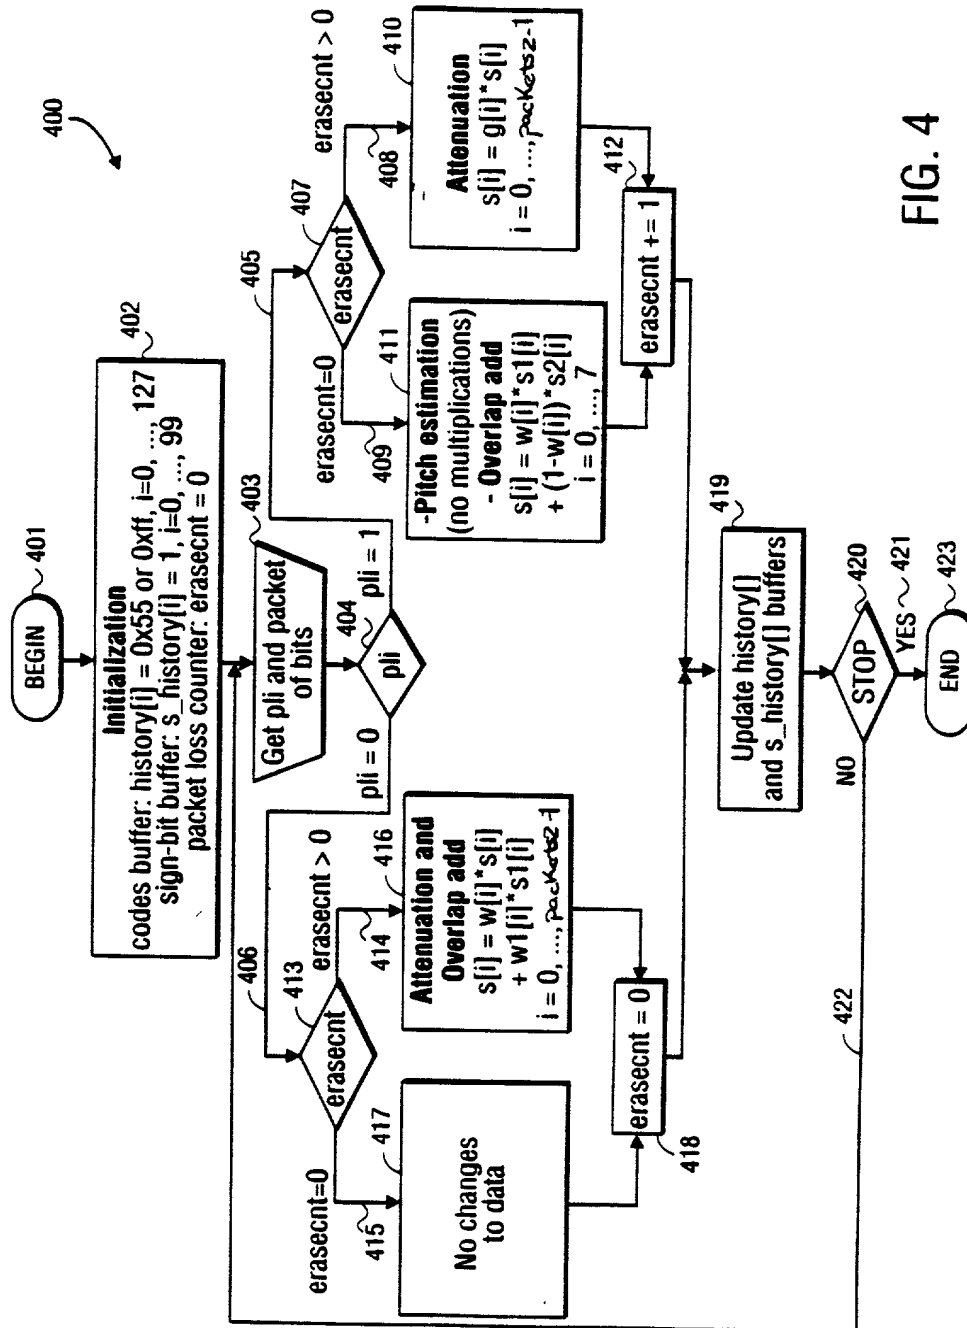 400
BEGIN
401
402
Initialization
codes buffer: history[i] = 0x55 or 0xff, i=0, ..., 127
sign-bit buffer: s_history[i] = 1, i=0, ..., 99
packet loss counter: erasecnt = 0
403
Get pli and packet
of bits
404
pli
pli = 0
pli = 1
406
405
413
erasecnt
erasecnt=0
erasecnt > 0
415
414
407
erasecnt
erasecnt=0
erasecnt > 0
409
408
417
No changes
to data
416
Attenuation and
Overlap add
s[i] = w[i]*s[i]
+ w1[i]*s1[i]
i = 0, ..., packetsz-1
411
-Pitch estimation
(no multiplications)
- Overlap add
s[i] = w[i]*s1[i]
+ (1-w[i])*s2[i]
i = 0, ..., 7
410
Attenuation
s[i] = g[i]*s[i]
i = 0, ..., packetsz-1
erasecnt = 0
418
412
erasecnt += 1
419
Update history[]
and s_history[] buffers
STOP
420
NO
YES
421
422
END
423
FIG. 4